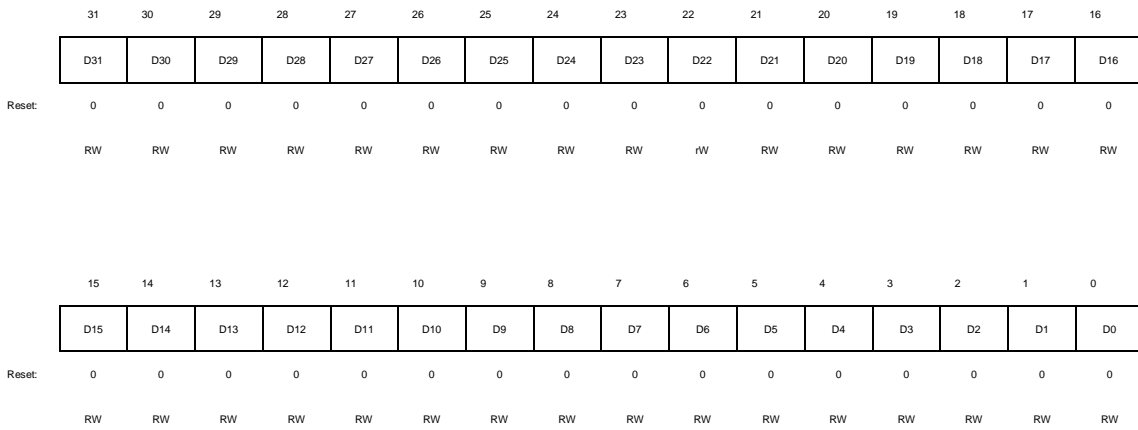 31 30 29 28 27 26 25 24 23 22 21 20 19 18 17 16
D31 D30 D29 D28 D27 D26 D25 D24 D23 D22 D21 D20 D19 D18 D17 D16
Reset: 0 0 0 0 0 0 0 0 0 0 0 0 0 0 0 0
RW RW RW RW RW RW RW RW RW rW RW RW RW RW RW RW
15 14 13 12 11 10 9 8 7 6 5 4 3 2 1 0
D15 D14 D13 D12 D11 D10 D9 D8 D7 D6 D5 D4 D3 D2 D1 D0
Reset: 0 0 0 0 0 0 0 0 0 0 0 0 0 0 0 0
RW RW RW RW RW RW RW RW RW RW RW RW RW RW RW RW